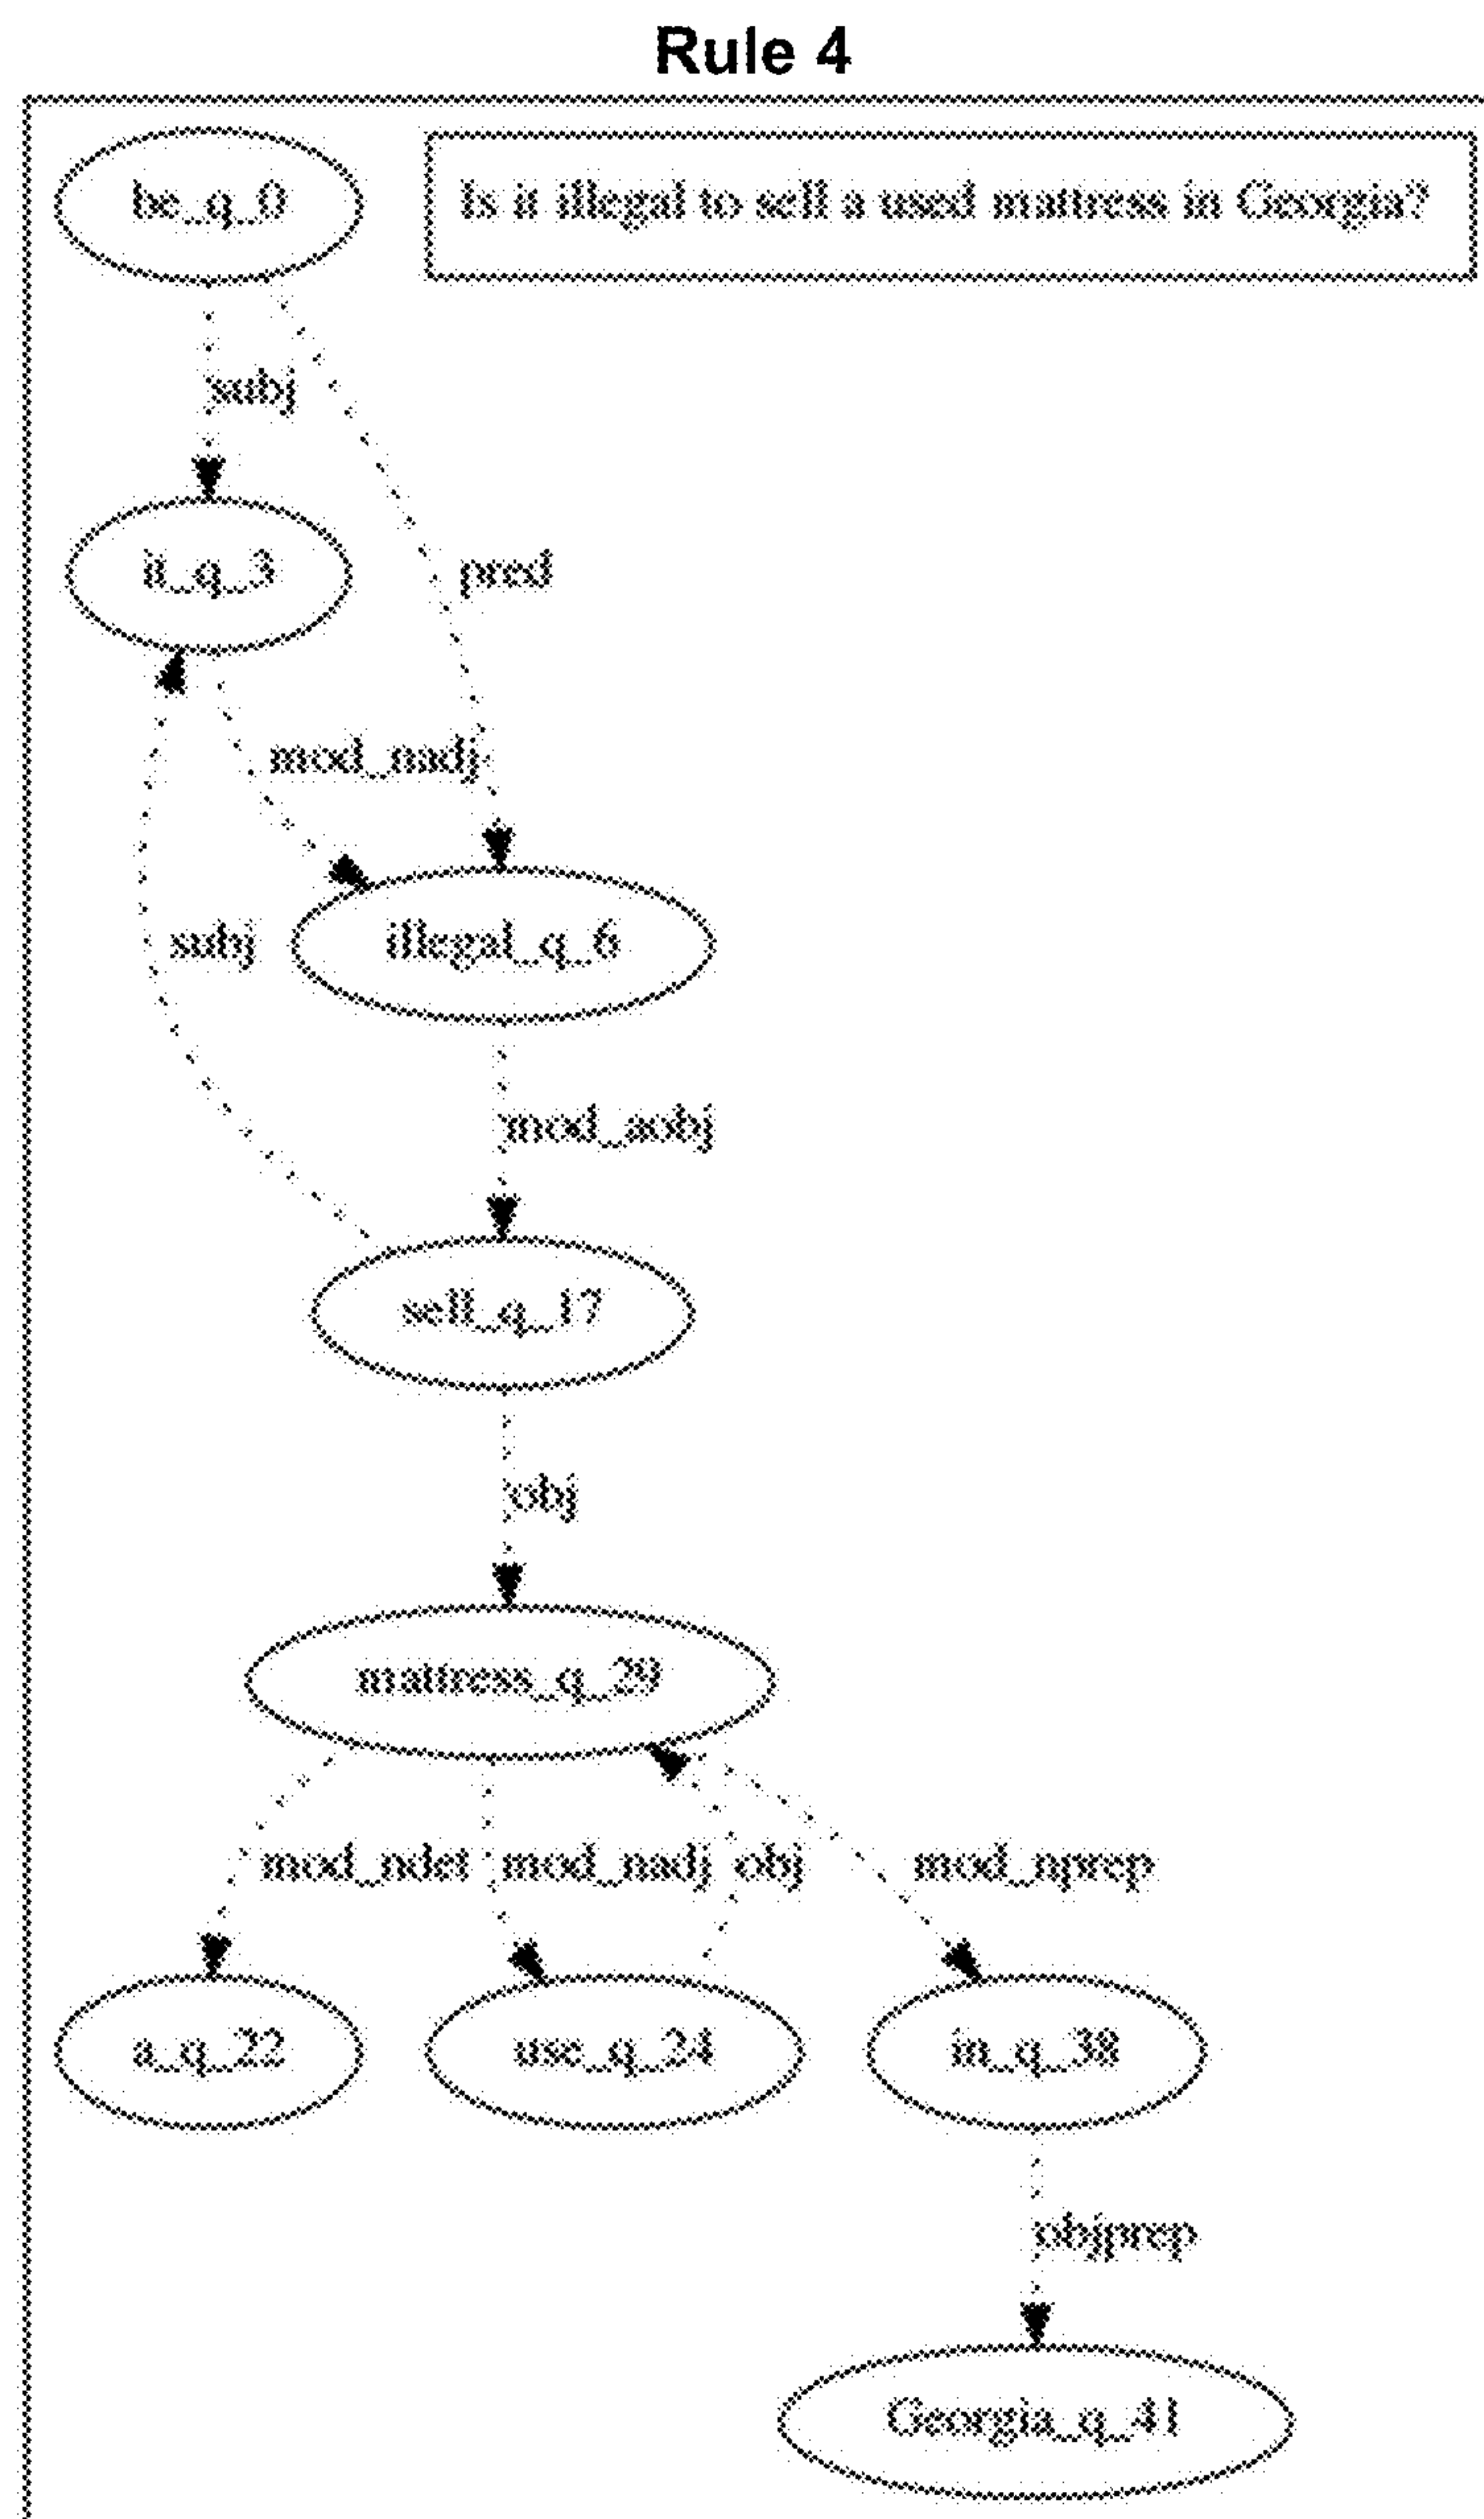 Rule 4
be_q_0
Is it illegal to sell a used mattress in Georgia?
subj
it_q_3
pred
mod_nadj
subj
illegal_q_6
mod_aobj
sell_q_17
obj
mattress_q_29
mod_ndet
mod_nadj
obj
mod_nprep
a_q_22
use_q_24
in_q_38
objprep
Georgia_q_41